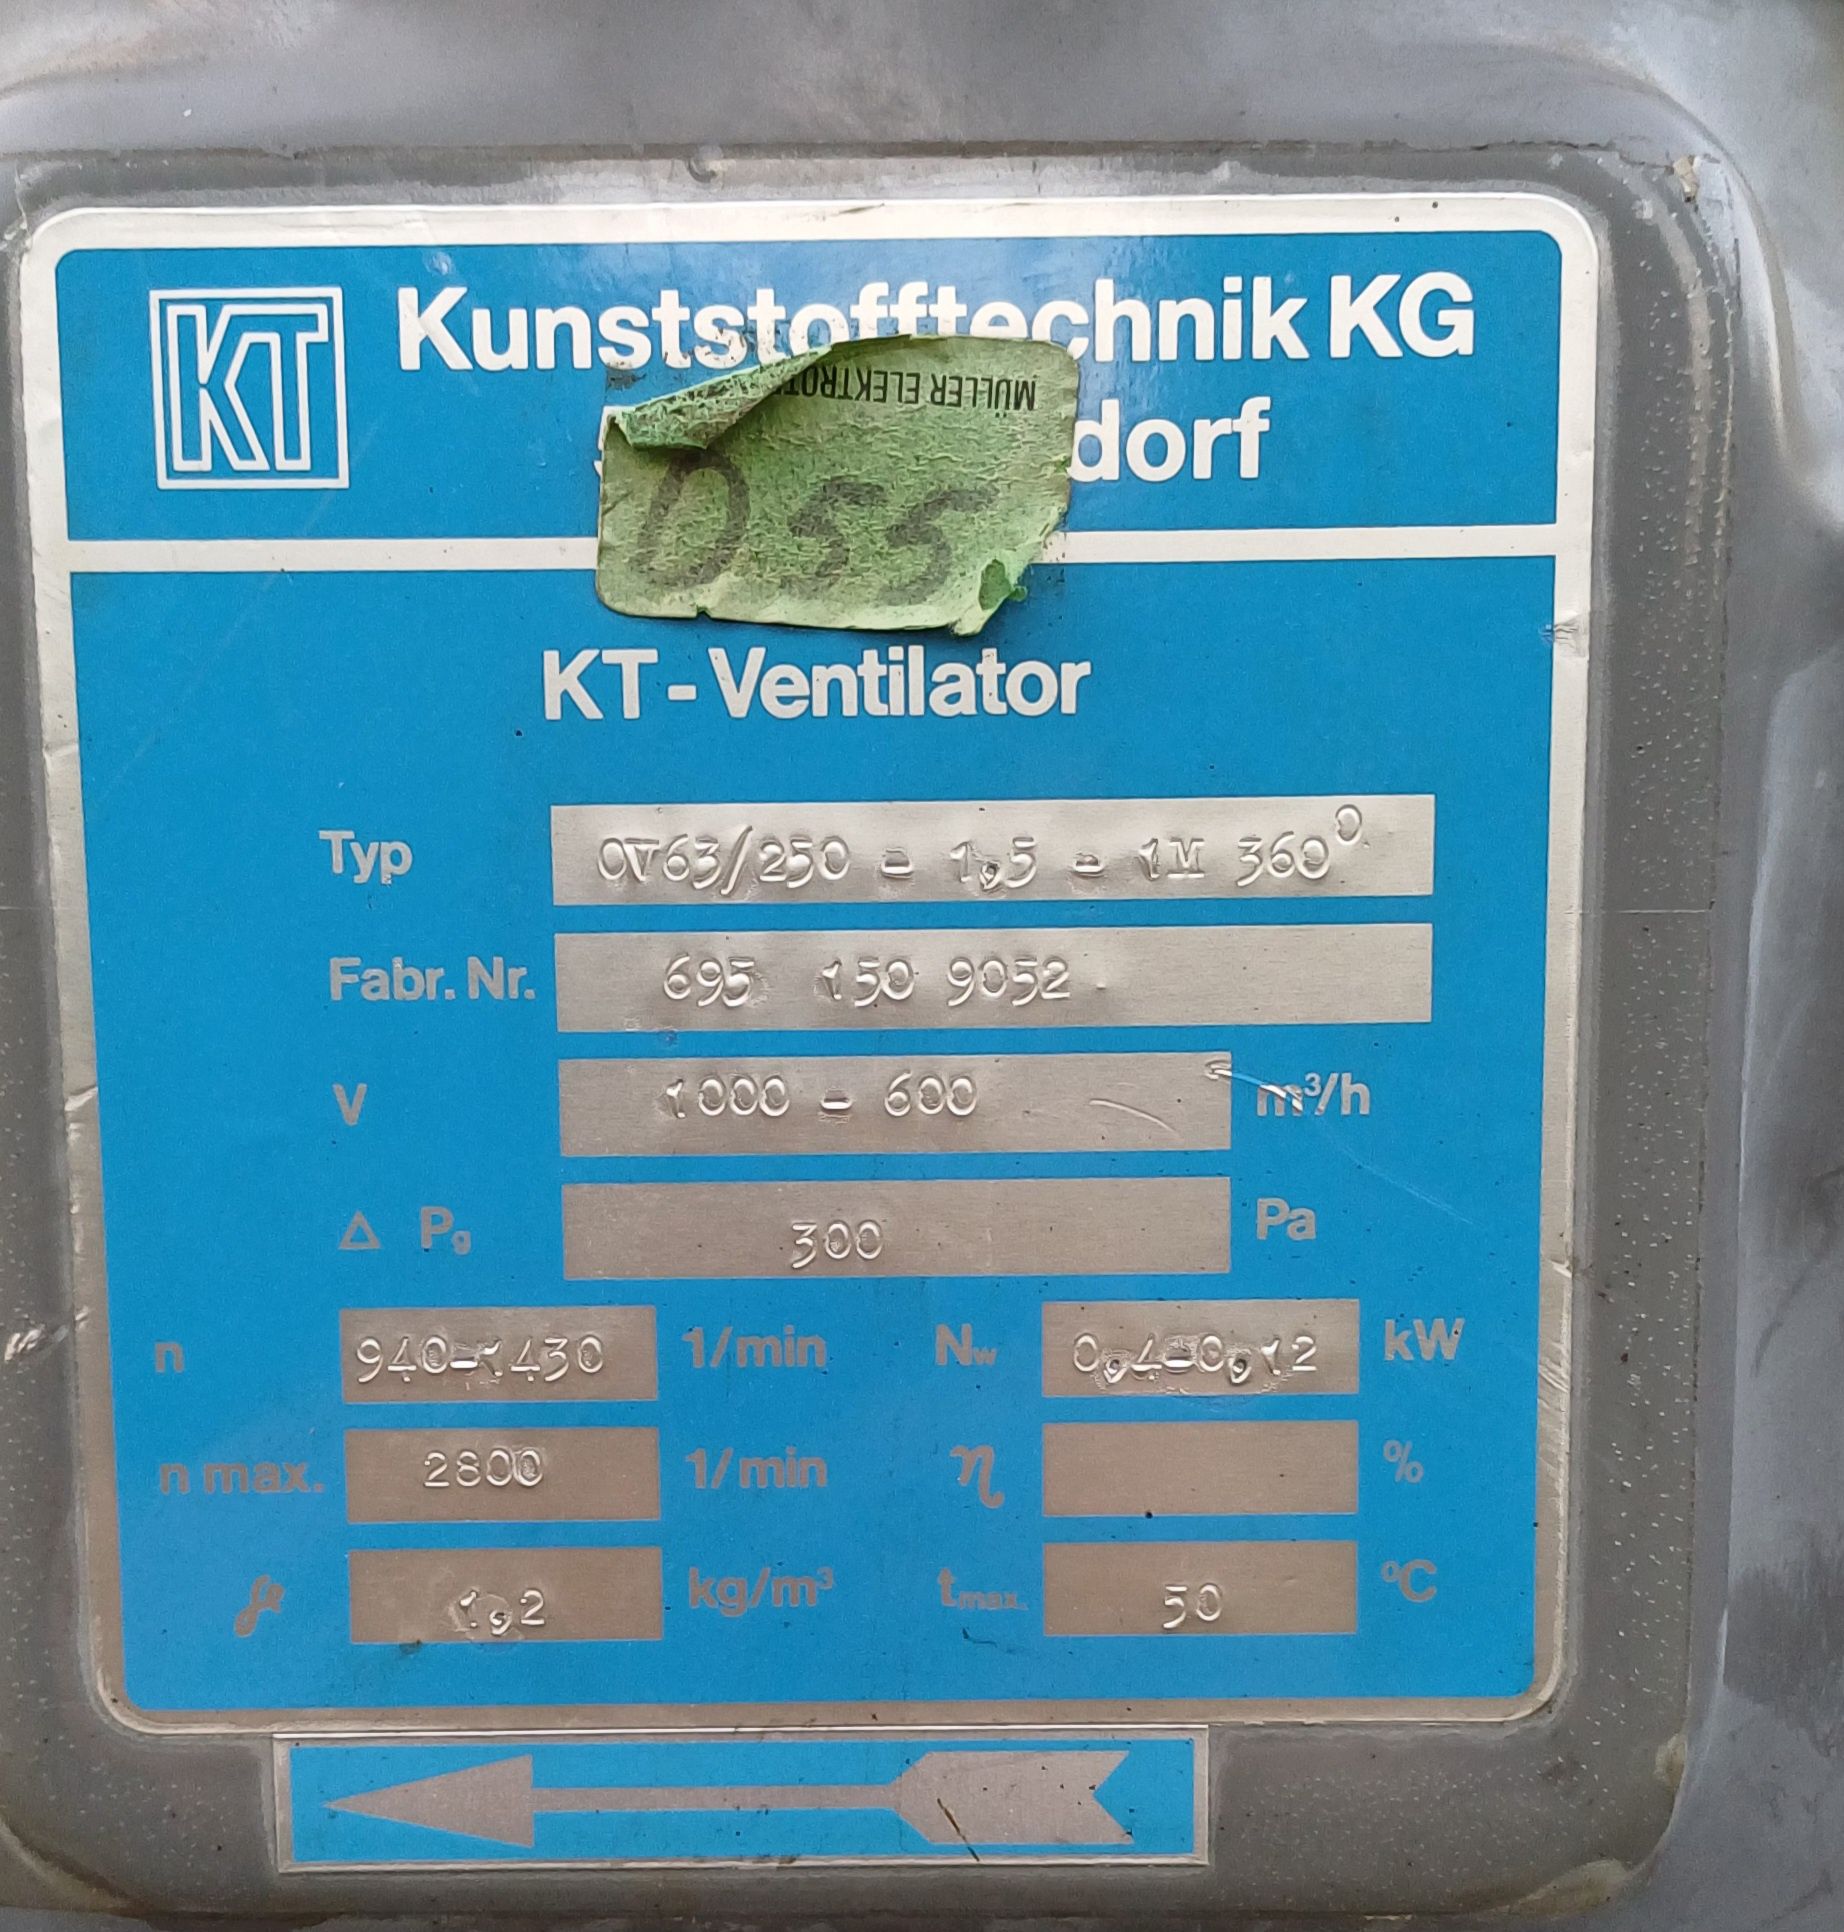 KT Kunststofftechnik KG
dorf
MÜLLER ELEKTROT
D 55
KT-Ventilator
Typ OV63/250 - 1,5 - 1M 360°
Fabr. Nr. 695 150 9052
V 1000 - 600 m³/h
Δ Pg 300 Pa
n 940-1430 1/min Nw 0,4-0,12 kW
n max. 2800 1/min η %
ρ 1,2 kg/m³ tmax. 50 °C